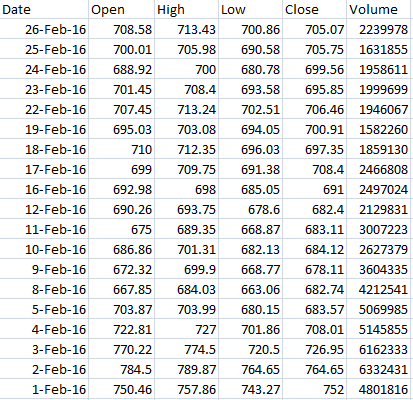 Date Open High Low Close Volume
26-Feb-16 708.58 713.43 700.86 705.07 2239978
25-Feb-16 700.01 705.98 690.58 705.75 1631855
24-Feb-16 688.92 700 680.78 699.56 1958611
23-Feb-16 701.45 708.4 693.58 695.85 1999699
22-Feb-16 707.45 713.24 702.51 706.46 1946067
19-Feb-16 695.03 703.08 694.05 700.91 1582260
18-Feb-16 710 712.35 696.03 697.35 1859130
17-Feb-16 699 709.75 691.38 708.4 2466808
16-Feb-16 692.98 698 685.05 691 2497024
12-Feb-16 690.26 693.75 678.6 682.4 2129831
11-Feb-16 675 689.35 668.87 683.11 3007223
10-Feb-16 686.86 701.31 682.13 684.12 2627379
9-Feb-16 672.32 699.9 668.77 678.11 3604335
8-Feb-16 667.85 684.03 663.06 682.74 4212541
5-Feb-16 703.87 703.99 680.15 683.57 5069985
4-Feb-16 722.81 727 701.86 708.01 5145855
3-Feb-16 770.22 774.5 720.5 726.95 6162333
2-Feb-16 784.5 789.87 764.65 764.65 6332431
1-Feb-16 750.46 757.86 743.27 752 4801816